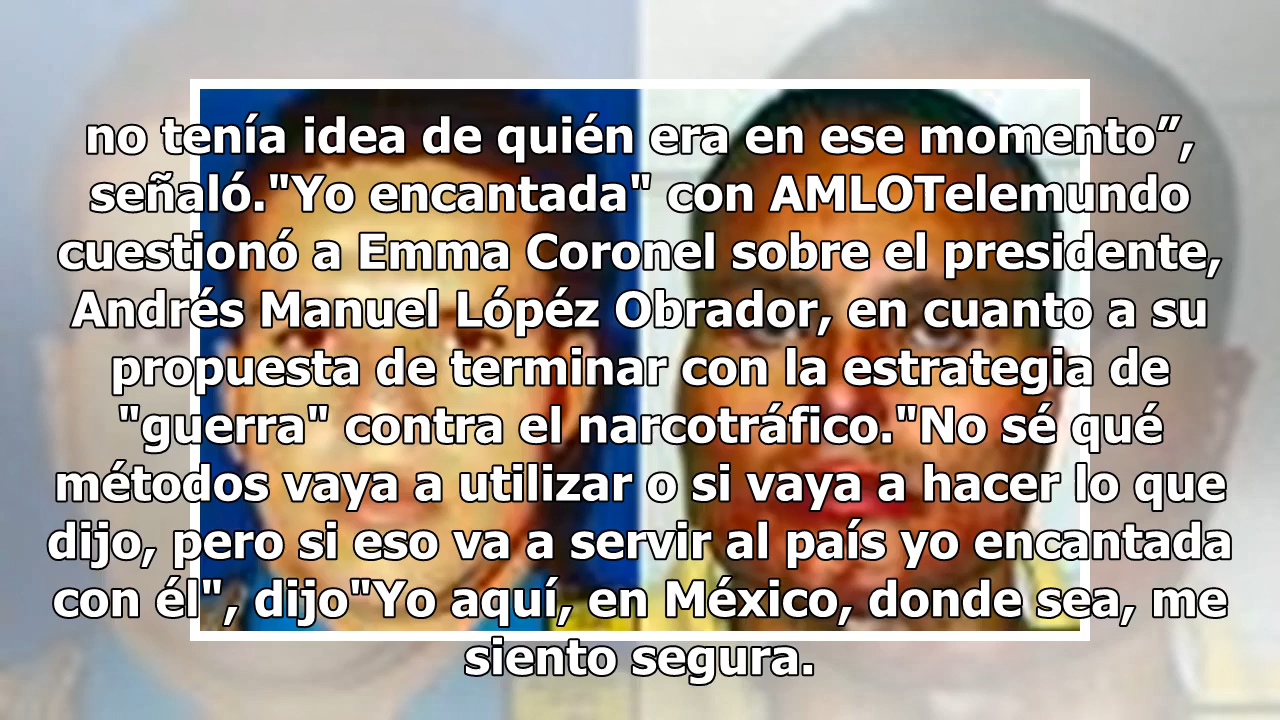 no tenía idea de quién era en ese momento”,
señaló."Yo encantada" con AMLOTelemundo
cuestionó a Emma Coronel sobre el presidente,
Andrés Manuel Lópéz Obrador, en cuanto a su
propuesta de terminar con la estrategia de
"guerra" contra el narcotráfico."No sé qué
métodos vaya a utilizar o si vaya a hacer lo que
dijo, pero si eso va a servir al país yo encantada
con él", dijo"Yo aquí, en México, donde sea, me
siento segura.